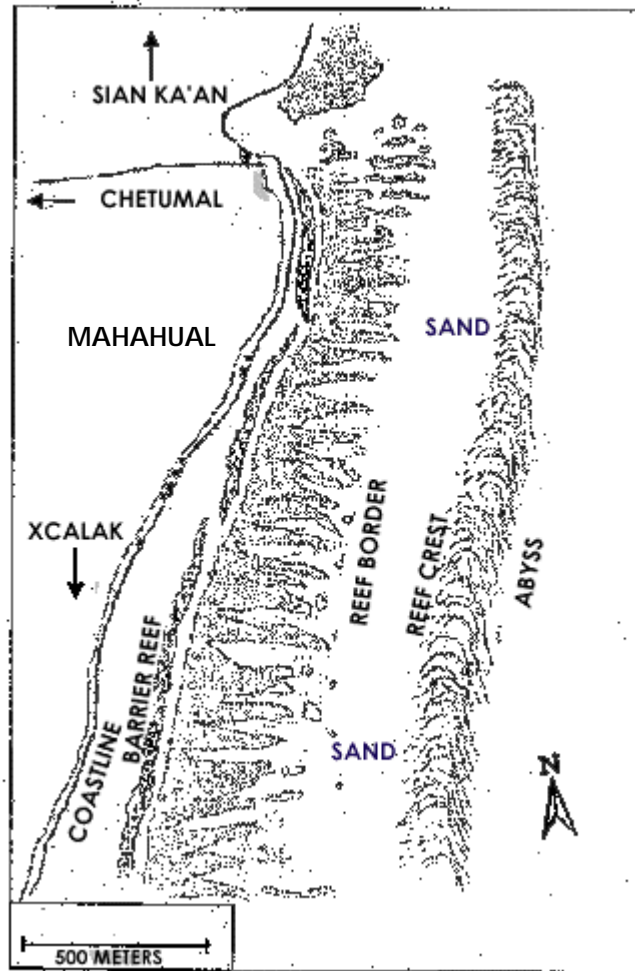 SIAN KA'AN
CHETUMAL
MAHAHUAL
SAND
XCALAK
REEF BORDER
REEF CREST
ABYSS
BARRIER REEF
COASTLINE
SAND
N
500 METERS